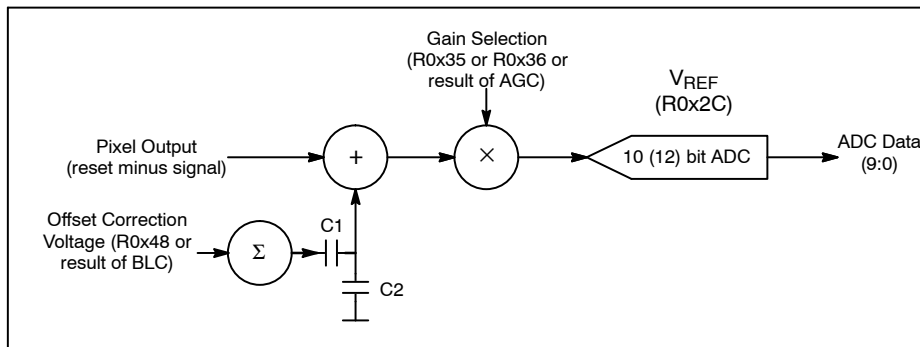 Gain Selection
(R0x35 or R0x36 or
result of AGC)
V_REF
(R0x2C)
Pixel Output
(reset minus signal)
+
×
10 (12) bit ADC
ADC Data
(9:0)
Offset Correction
Voltage (R0x48 or
result of BLC)
Σ
C1
C2